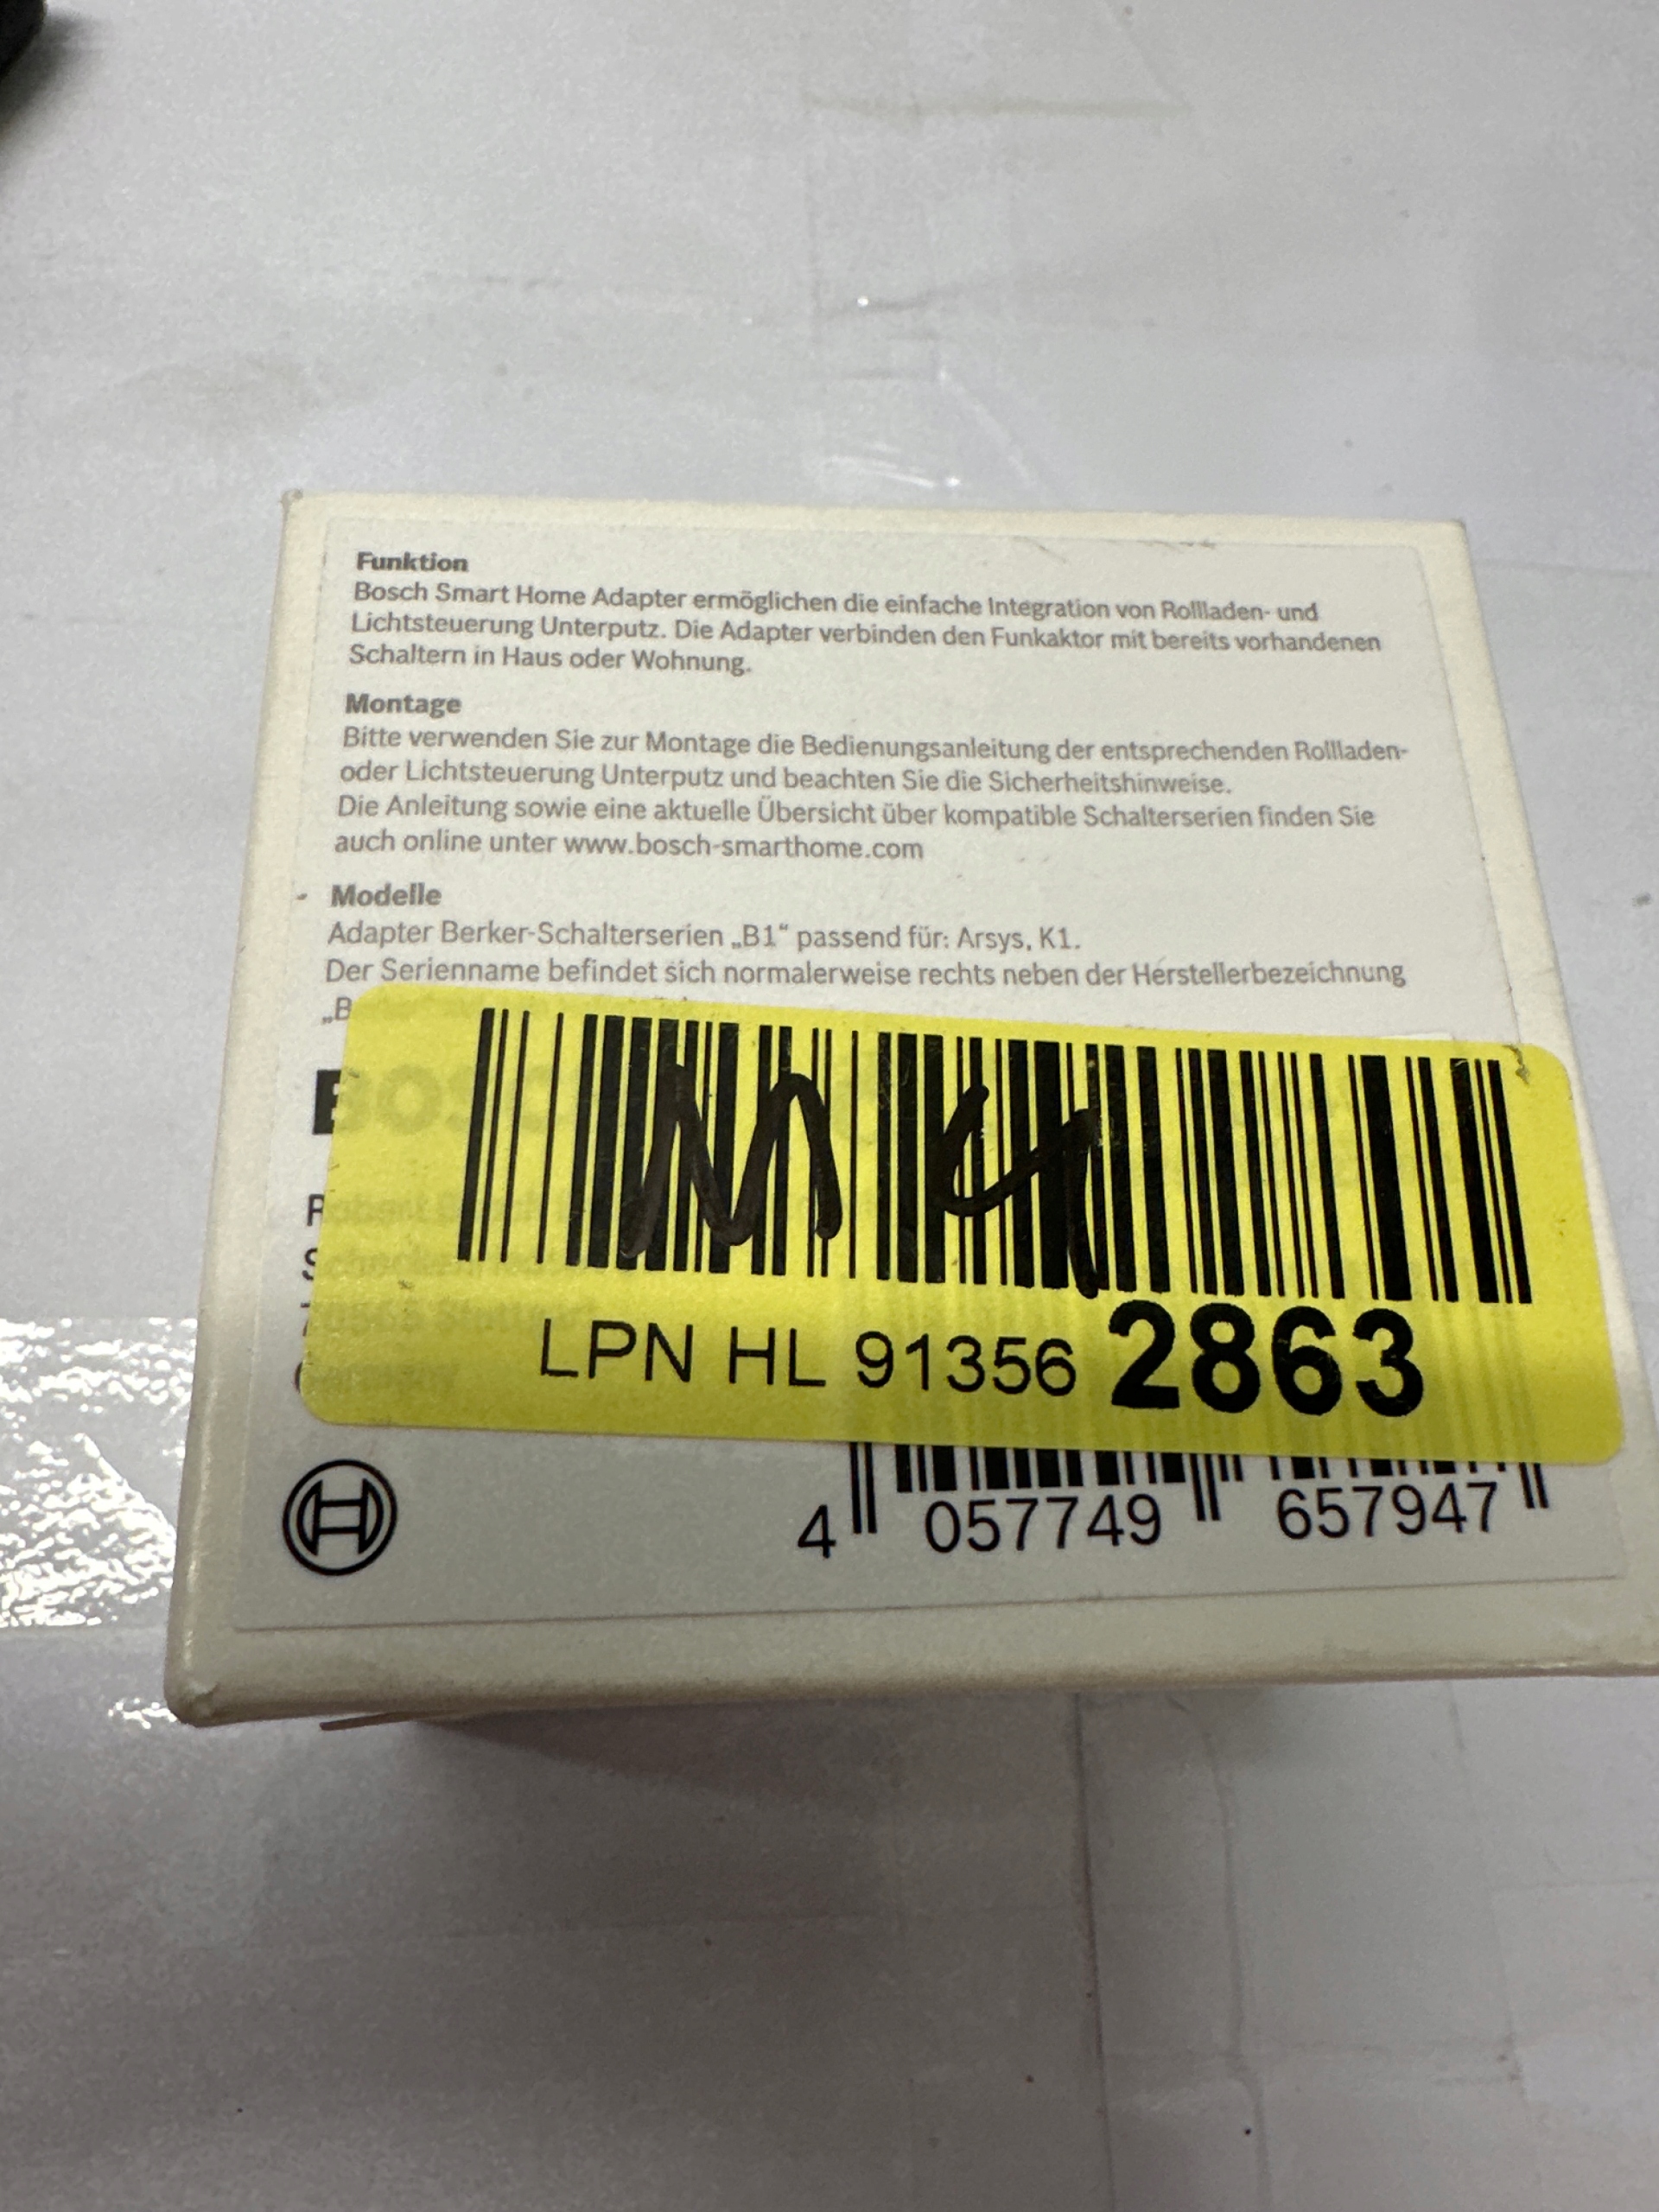 Funktion
Bosch Smart Home Adapter ermöglichen die einfache Integration von Rollladen- und
Lichtsteuerung Unterputz. Die Adapter verbinden den Funkaktor mit bereits vorhandenen
Schaltern in Haus oder Wohnung.
Montage
Bitte verwenden Sie zur Montage die Bedienungsanleitung der entsprechenden Rollladen-
oder Lichtsteuerung Unterputz und beachten Sie die Sicherheitshinweise.
Die Anleitung sowie eine aktuelle Übersicht über kompatible Schalterserien finden Sie
auch online unter www.bosch-smarthome.com
Modelle
Adapter Berker-Schalterserien „B1“ passend für: Arsys, K1.
Der Serienname befindet sich normalerweise rechts neben der Herstellerbezeichnung
LPN HL 91356 2863
4 057749 657947